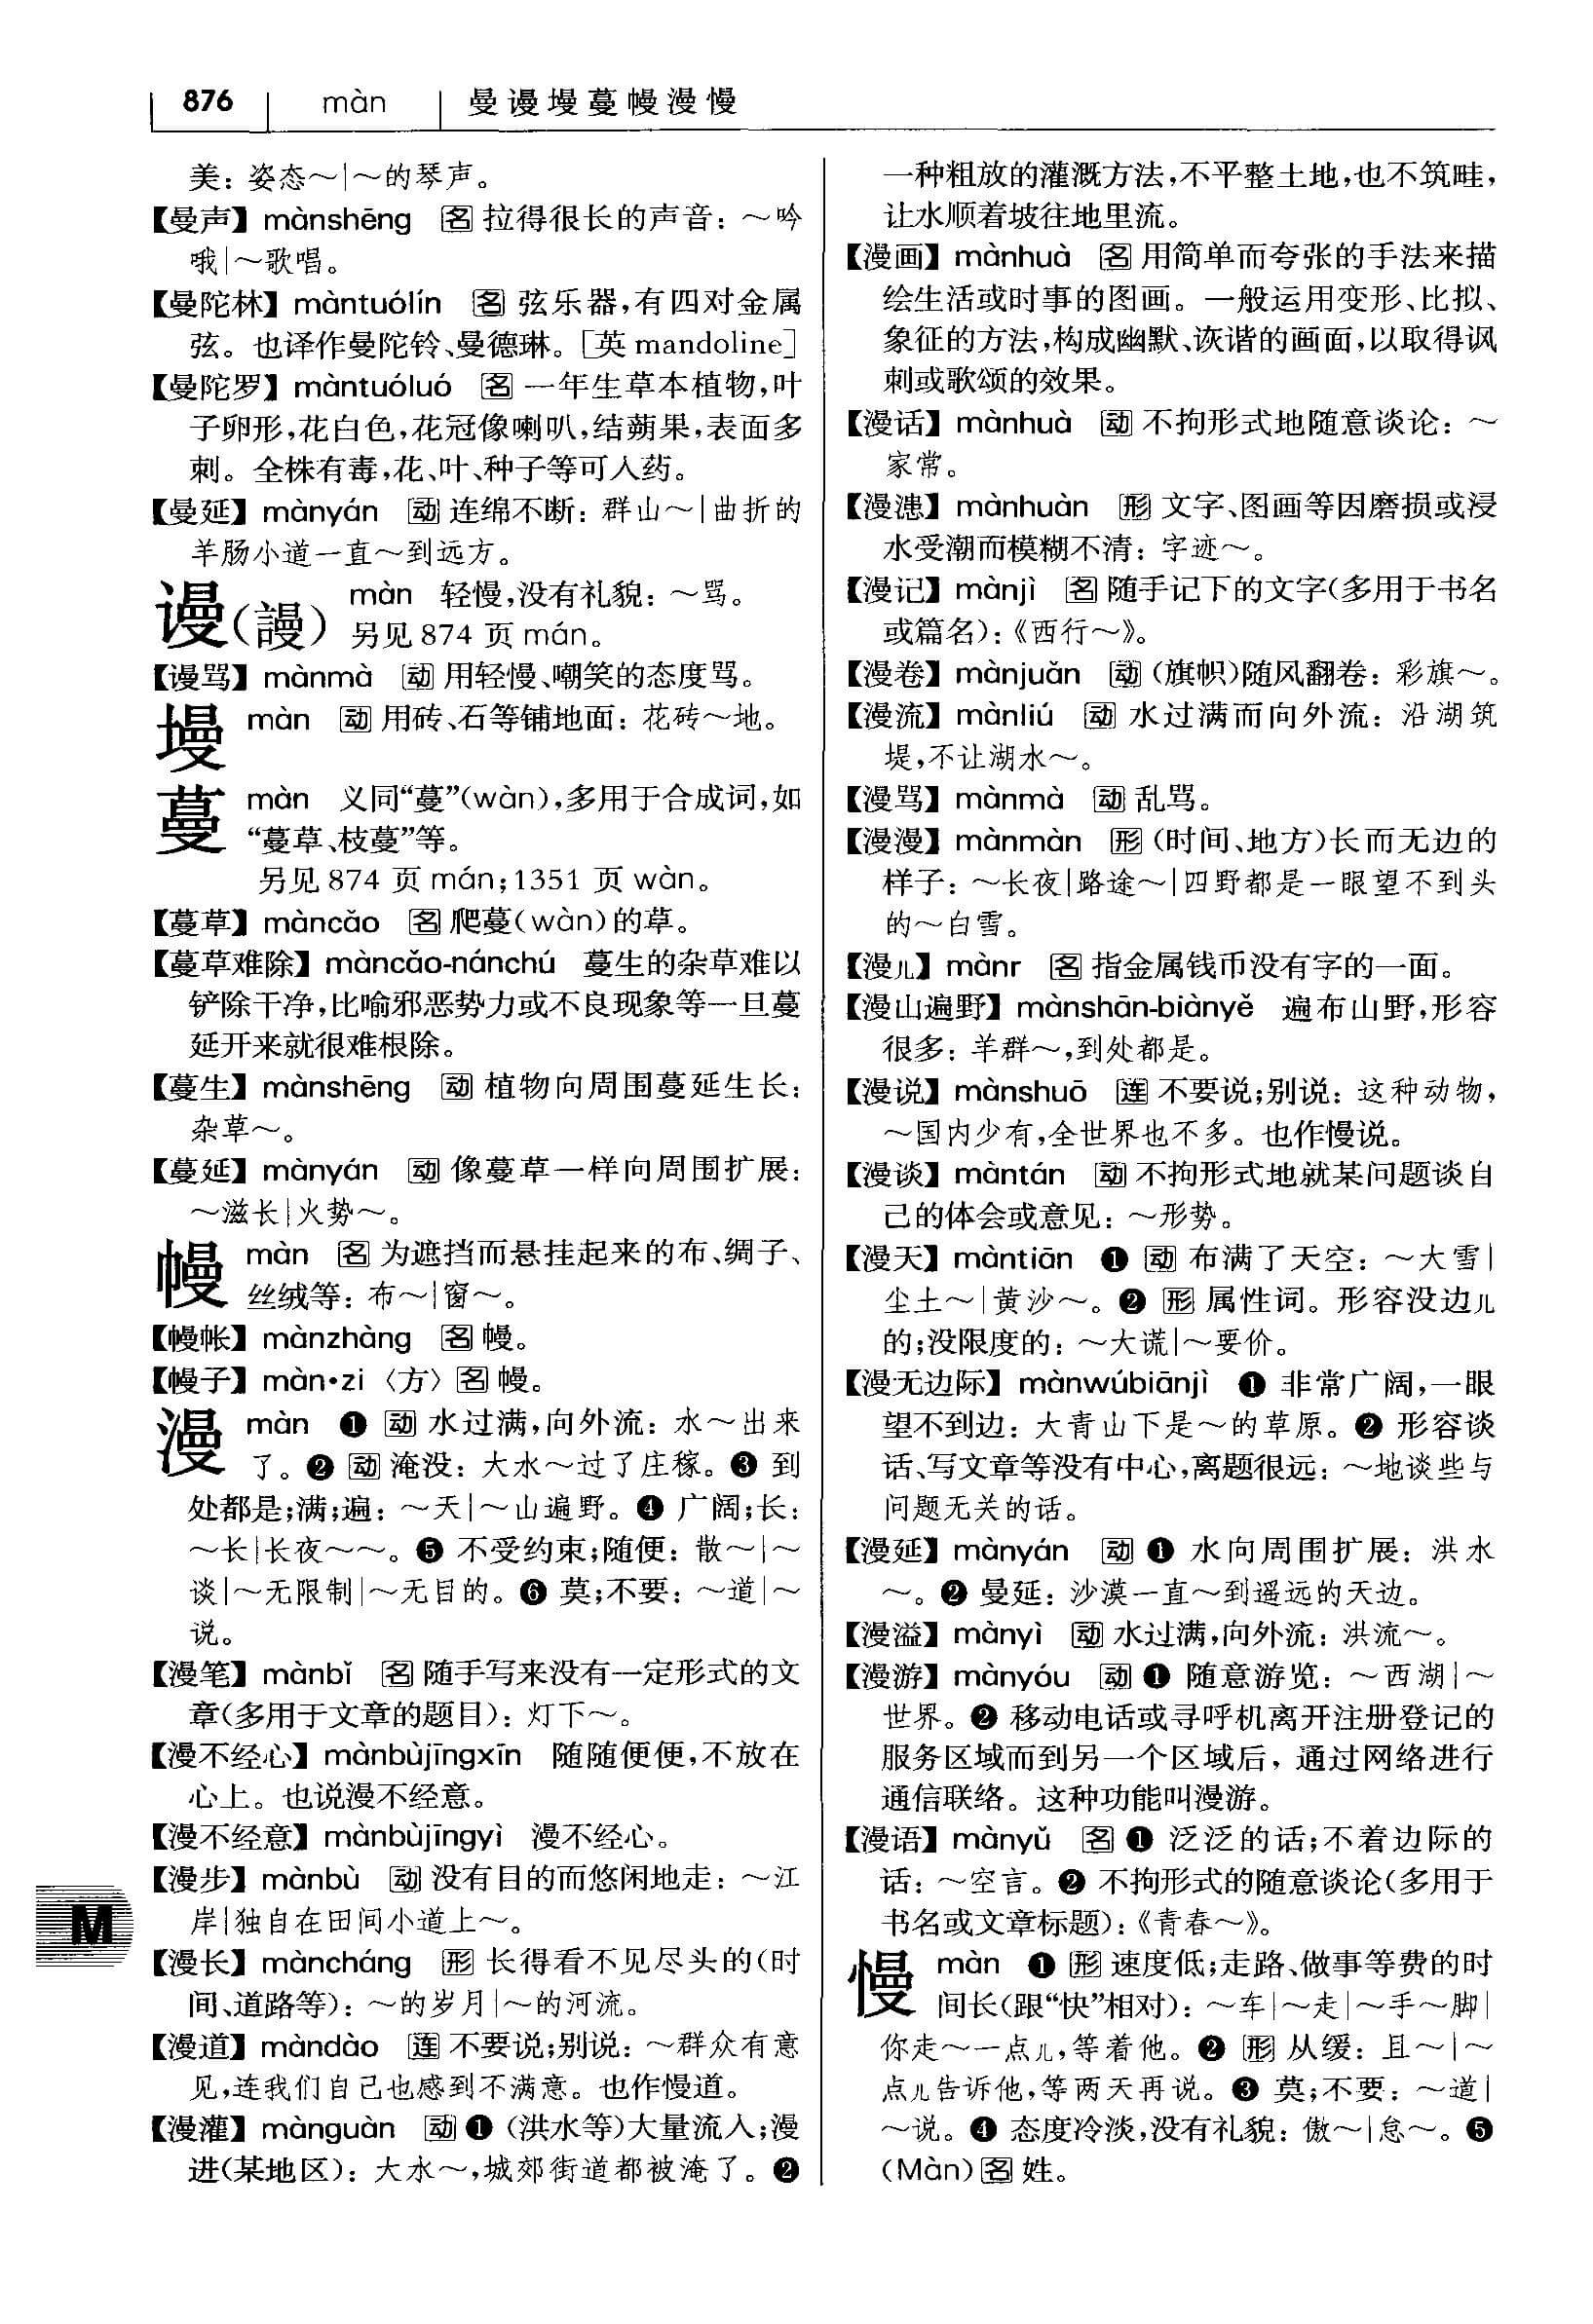 876 màn 曼谩墁蔓幔漫慢
美：姿态～|～的琴声。
【曼声】mànshēng 名 拉得很长的声音：～吟
哦|～歌唱。
【曼陀林】màntuólín 名 弦乐器，有四对金属
弦。也译作曼陀铃、曼德琳。[英 mandoline]
【曼陀罗】màntuóluó 名 一年生草本植物，叶
子卵形，花白色，花冠像喇叭，结蒴果，表面多
刺。全株有毒，花、叶、种子等可入药。
【曼延】mànyán 动 连绵不断：群山～|曲折的
羊肠小道一直～到远方。
谩(謾) màn 轻慢，没有礼貌：～骂。
另见 874 页 mán。
【谩骂】mànmà 动 用轻慢、嘲笑的态度骂。
墁 màn 动 用砖、石等铺地面：花砖～地。
蔓 màn 义同“蔓”(wàn)，多用于合成词，如
“蔓草、枝蔓”等。
另见 874 页 mán；1351 页 wàn。
【蔓草】màncǎo 名 爬蔓(wàn)的草。
【蔓草难除】màncǎo-nánchú 蔓生的杂草难以
铲除干净，比喻邪恶势力或不良现象等一旦蔓
延开来就很难根除。
【蔓生】mànshēng 动 植物向周围蔓延生长：
杂草～。
【蔓延】mànyán 动 像蔓草一样向周围扩展：
～滋长|火势～。
幔 màn 名 为遮挡而悬挂起来的布、绸子、
丝绒等：布～|窗～。
【幔帐】mànzhàng 名 幔。
【幔子】màn•zi 〈方〉 名 幔。
漫 màn ❶ 动 水过满，向外流：水～出来
了。❷ 动 淹没：大水～过了庄稼。❸ 到
处都是；满；遍：～天|～山遍野。❹ 广阔；长：
～长|长夜～～。❺ 不受约束；随便：散～|～
谈|～无限制|～无目的。❻ 莫；不要：～道|～
说。
【漫笔】mànbǐ 名 随手写来没有一定形式的文
章(多用于文章的题目)：灯下～。
【漫不经心】mànbùjīngxīn 随随便便，不放在
心上。也说漫不经意。
【漫不经意】mànbùjīngyì 漫不经心。
【漫步】mànbù 动 没有目的而悠闲地走：～江
岸|独自在田间小道上～。
【漫长】màncháng 形 长得看不见尽头的(时
间、道路等)：～的岁月|～的河流。
【漫道】màndào 连 不要说；别说：～群众有意
见，连我们自己也感到不满意。也作慢道。
【漫灌】mànguàn 动 ❶ (洪水等)大量流入；漫
进(某地区)：大水～，城郊街道都被淹了。❷
一种粗放的灌溉方法，不平整土地，也不筑畦，
让水顺着坡往地里流。
【漫画】mànhuà 名 用简单而夸张的手法来描
绘生活或时事的图画。一般运用变形、比拟、
象征的方法，构成幽默、诙谐的画面，以取得讽
刺或歌颂的效果。
【漫话】mànhuà 动 不拘形式地随意谈论：～
家常。
【漫漶】mànhuàn 形 文字、图画等因磨损或浸
水受潮而模糊不清：字迹～。
【漫记】mànjì 名 随手记下的文字(多用于书名
或篇名)：《西行～》。
【漫卷】mànjuǎn 动 (旗帜)随风翻卷：彩旗～。
【漫流】mànliú 动 水过满而向外流：沿湖筑
堤，不让湖水～。
【漫骂】mànmà 动 乱骂。
【漫漫】mànmàn 形 (时间、地方)长而无边的
样子：～长夜|路途～|四野都是一眼望不到头
的～白雪。
【漫儿】mànr 名 指金属钱币没有字的一面。
【漫山遍野】mànshān-biànyě 遍布山野，形容
很多：羊群～，到处都是。
【漫说】mànshuō 连 不要说；别说：这种动物，
～国内少有，全世界也不多。也作慢说。
【漫谈】màntán 动 不拘形式地就某问题谈自
己的体会或意见：～形势。
【漫天】màntiān ❶ 动 布满了天空：～大雪|
尘土～|黄沙～。❷ 形 属性词。形容没边儿
的；没限度的：～大谎|～要价。
【漫无边际】mànwúbiānjì ❶ 非常广阔，一眼
望不到边：大青山下是～的草原。❷ 形容谈
话、写文章等没有中心，离题很远：～地谈些与
问题无关的话。
【漫延】mànyán 动 ❶ 水向周围扩展：洪水
～。❷ 曼延：沙漠一直～到遥远的天边。
【漫溢】mànyì 动 水过满，向外流：洪流～。
【漫游】mànyóu 动 ❶ 随意游览：～西湖|～
世界。❷ 移动电话或寻呼机离开注册登记的
服务区域而到另一个区域后，通过网络进行
通信联络。这种功能叫漫游。
【漫语】mànyǔ 名 ❶ 泛泛的话；不着边际的
话：～空言。❷ 不拘形式的随意谈论(多用于
书名或文章标题)：《青春～》。
慢 màn ❶ 形 速度低；走路、做事等费的时
间长(跟“快”相对)：～车|～走|～手～脚|
你走～一点儿，等着他。❷ 形 从缓：且～|～
点儿告诉他，等两天再说。❸ 莫；不要：～道|
～说。❹ 态度冷淡，没有礼貌：傲～|怠～。❺
(Màn) 名 姓。
M